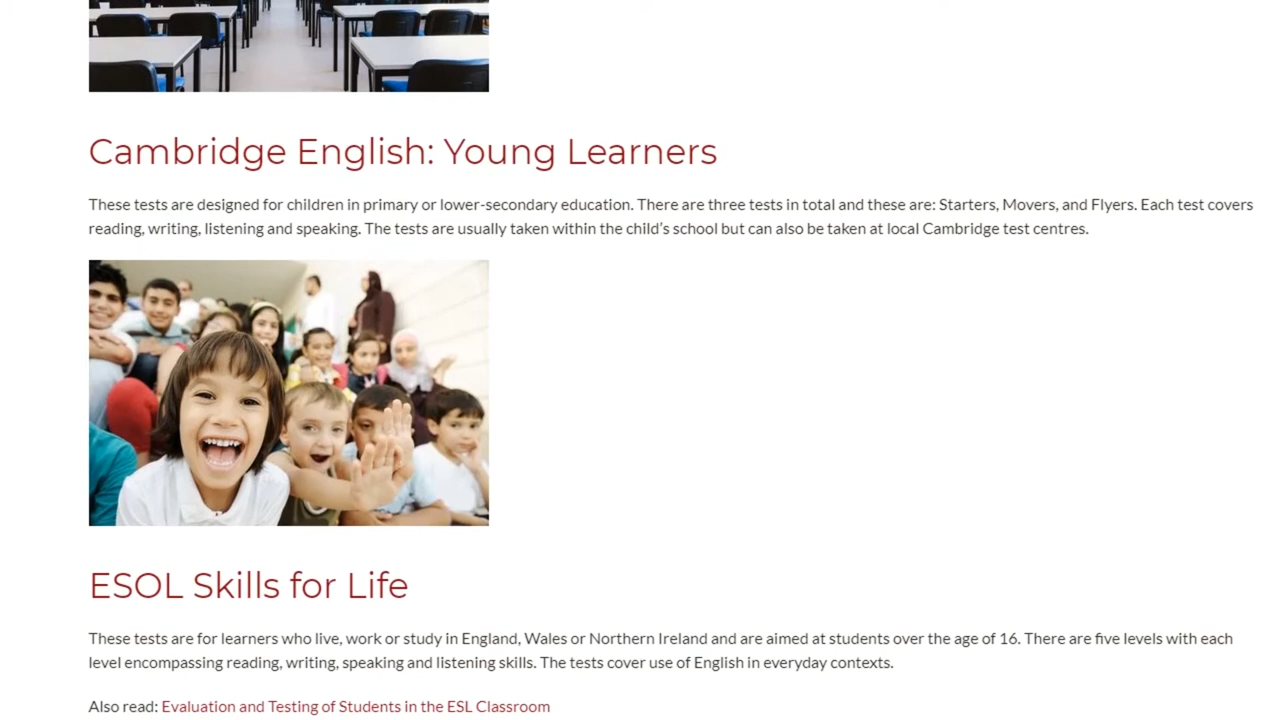 Cambridge English: Young Learners
These tests are designed for children in primary or lower-secondary education. There are three tests in total and these are: Starters, Movers, and Flyers. Each test covers
reading, writing, listening and speaking. The tests are usually taken within the child’s school but can also be taken at local Cambridge test centres.
ESOL Skills for Life
These tests are for learners who live, work or study in England, Wales or Northern Ireland and are aimed at students over the age of 16. There are five levels with each
level encompassing reading, writing, speaking and listening skills. The tests cover use of English in everyday contexts.
Also read: Evaluation and Testing of Students in the ESL Classroom